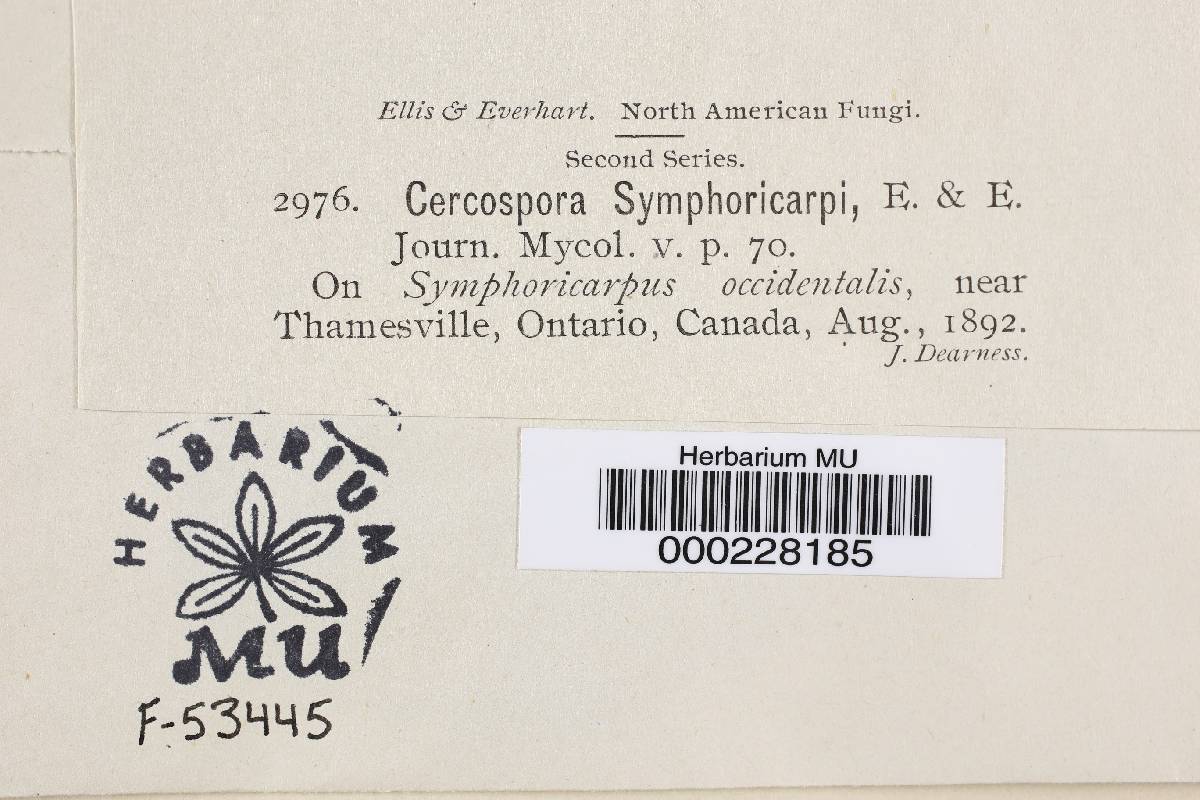 Ellis & Everhart. North American Fungi.
Second Series.
2976. Cercospora Symphoricarpi, E. & E.
Journ. Mycol. v. p. 70.
On Symphoricarpus occidentalis, near
Thamesville, Ontario, Canada, Aug., 1892.
J. Dearness.
HERBARIUM
MU
F-53445
Herbarium MU
000228185